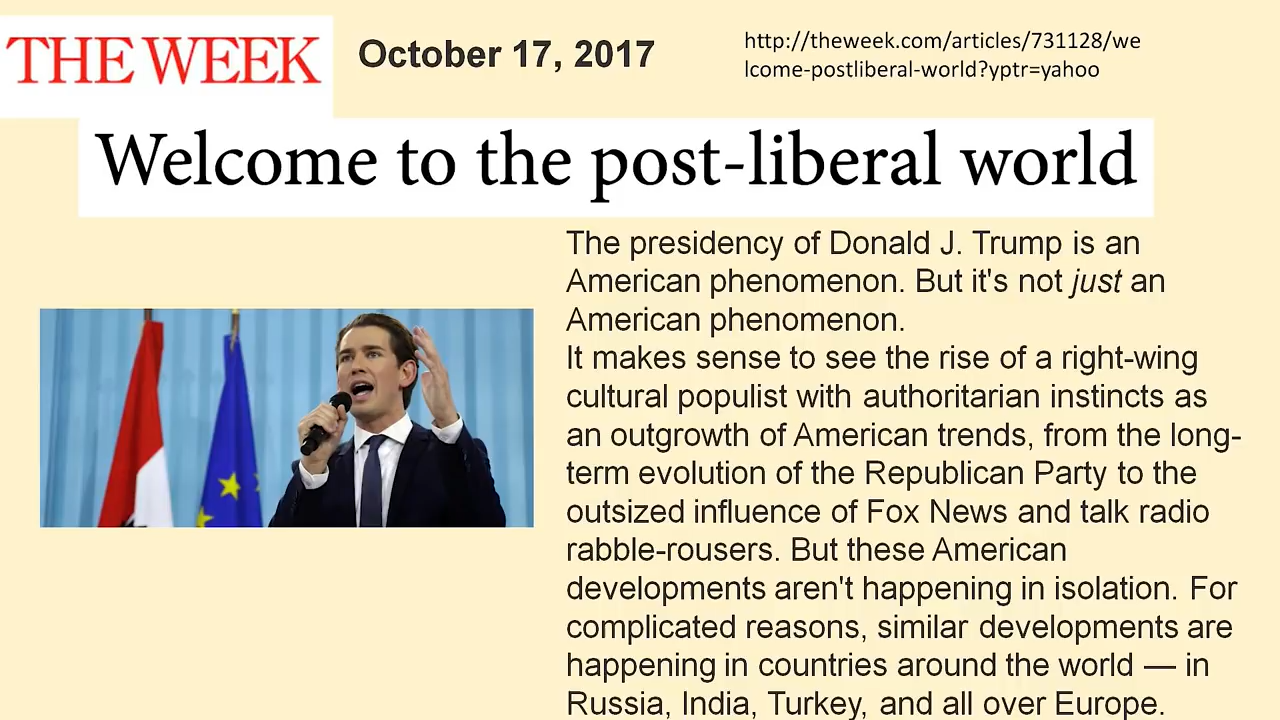 THE WEEK
October 17, 2017
http://theweek.com/articles/731128/we
lcome-postliberal-world?yptr=yahoo
Welcome to the post-liberal world
The presidency of Donald J. Trump is an
American phenomenon. But it's not just an
American phenomenon.
It makes sense to see the rise of a right-wing
cultural populist with authoritarian instincts as
an outgrowth of American trends, from the long-
term evolution of the Republican Party to the
outsized influence of Fox News and talk radio
rabble-rousers. But these American
developments aren't happening in isolation. For
complicated reasons, similar developments are
happening in countries around the world — in
Russia, India, Turkey, and all over Europe.